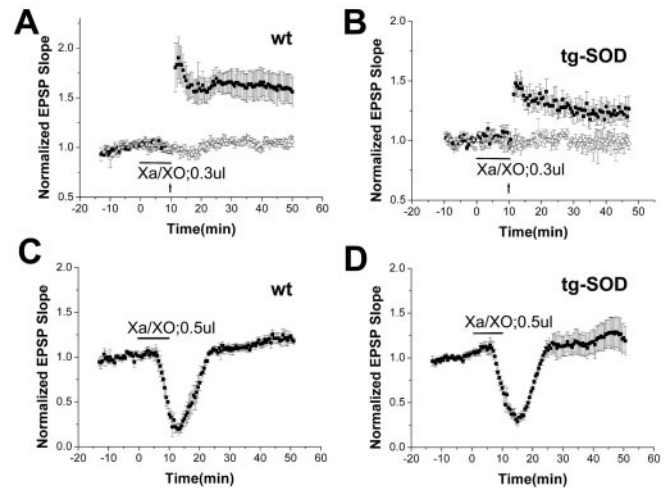 A
wt
Normalized EPSP Slope
2.0
1.5
1.0
0.5
Xa/XO;0.3ul
-20 -10 0 10 20 30 40 50 60
Time(min)
B
tg-SOD
Normalized EPSP Slope
2.0
1.5
1.0
0.5
Xa/XO;0.3ul
-20 -10 0 10 20 30 40 50
Time(min)
C
wt
Normalized EPSP Slope
2.0
1.5
1.0
0.5
0.0
Xa/XO;0.5ul
-20 -10 0 10 20 30 40 50 60
Time(min)
D
tg-SOD
Normalized EPSP Slope
2.0
1.5
1.0
0.5
0.0
Xa/XO;0.5ul
-20 -10 0 10 20 30 40 50 60
Time(min)